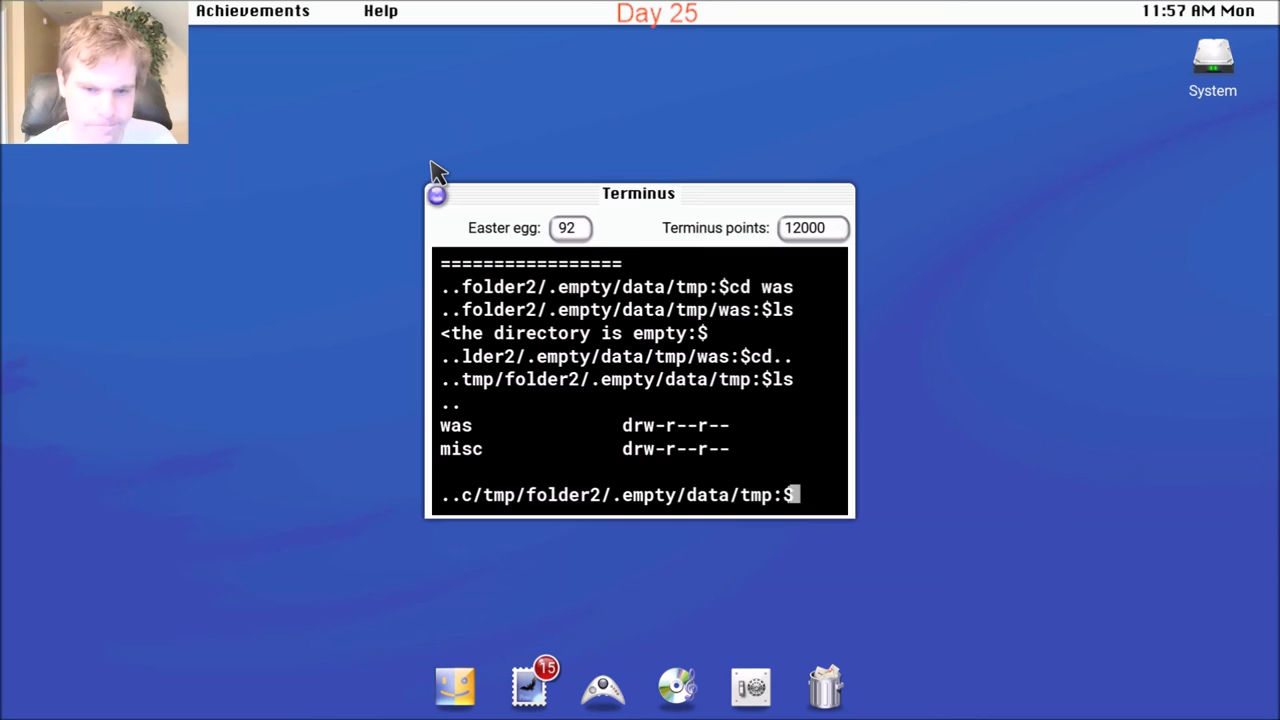 Achievements Help Day 25 11:57 AM Mon
System
Terminus
Easter egg: 92 Terminus points: 12000
=================
..folder2/.empty/data/tmp:$cd was
..folder2/.empty/data/tmp/was:$ls
<the directory is empty:$
..lder2/.empty/data/tmp/was:$cd..
..tmp/folder2/.empty/data/tmp:$ls
..
was drw-r--r--
misc drw-r--r--
..c/tmp/folder2/.empty/data/tmp:$
15